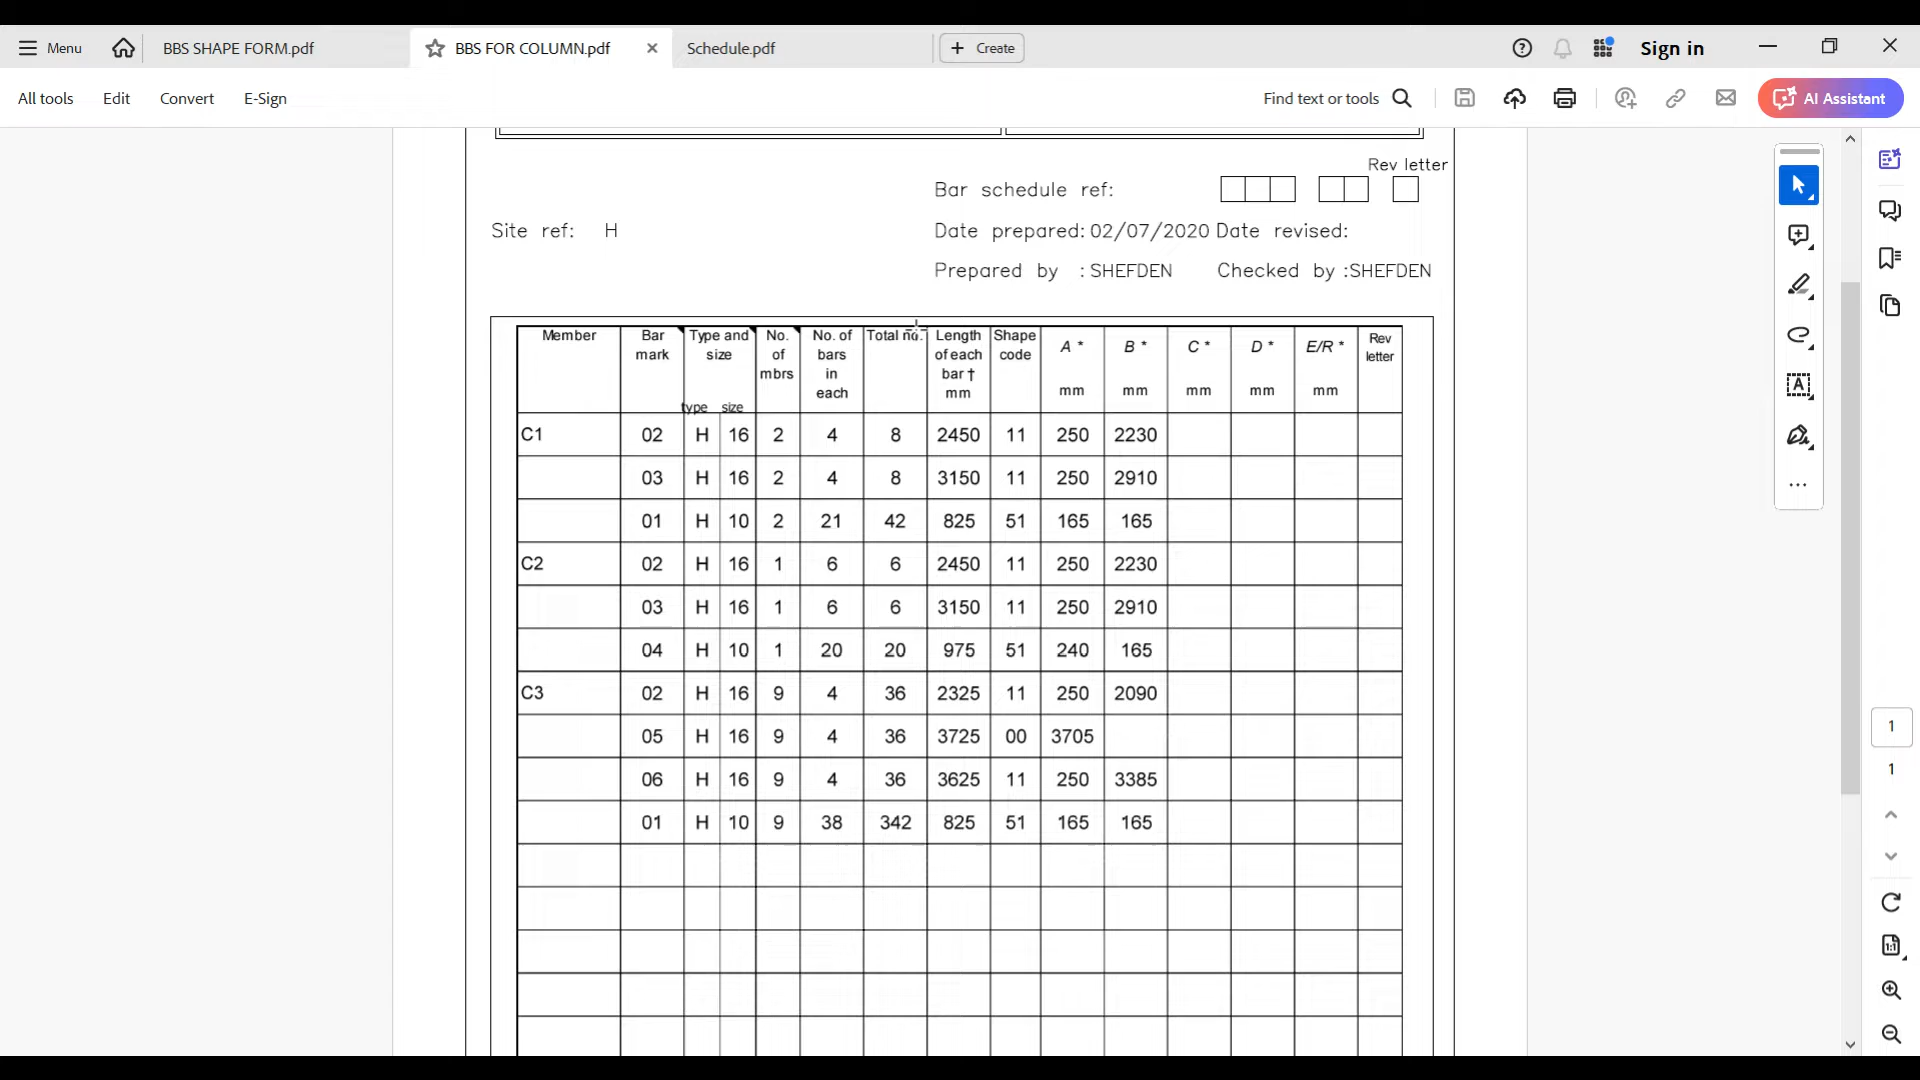 Menu BBS SHAPE FORM.pdf BBS FOR COLUMN.pdf Schedule.pdf Create Sign in
All tools Edit Convert E-Sign Find text or tools AI Assistant
Rev letter
Bar schedule ref:
Site ref: H Date prepared: 02/07/2020 Date revised:
Prepared by : SHEFDEN Checked by :SHEFDEN
Member Bar mark Type and size type size No. of mbrs No. of bars in each Total no. Length of each bar † mm Shape code A * mm B * mm C * mm D * mm E/R * mm Rev letter
C1 02 H 16 2 4 8 2450 11 250 2230
03 H 16 2 4 8 3150 11 250 2910
01 H 10 2 21 42 825 51 165 165
C2 02 H 16 1 6 6 2450 11 250 2230
03 H 16 1 6 6 3150 11 250 2910
04 H 10 1 20 20 975 51 240 165
C3 02 H 16 9 4 36 2325 11 250 2090
05 H 16 9 4 36 3725 00 3705
06 H 16 9 4 36 3625 11 250 3385
01 H 10 9 38 342 825 51 165 165
1
1